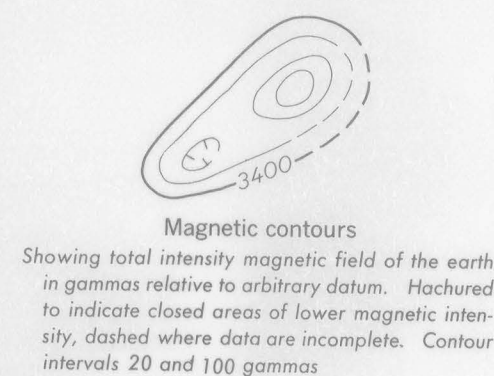 3400
Magnetic contours
Showing total intensity magnetic field of the earth
in gammas relative to arbitrary datum. Hachured
to indicate closed areas of lower magnetic inten-
sity, dashed where data are incomplete. Contour
intervals 20 and 100 gammas